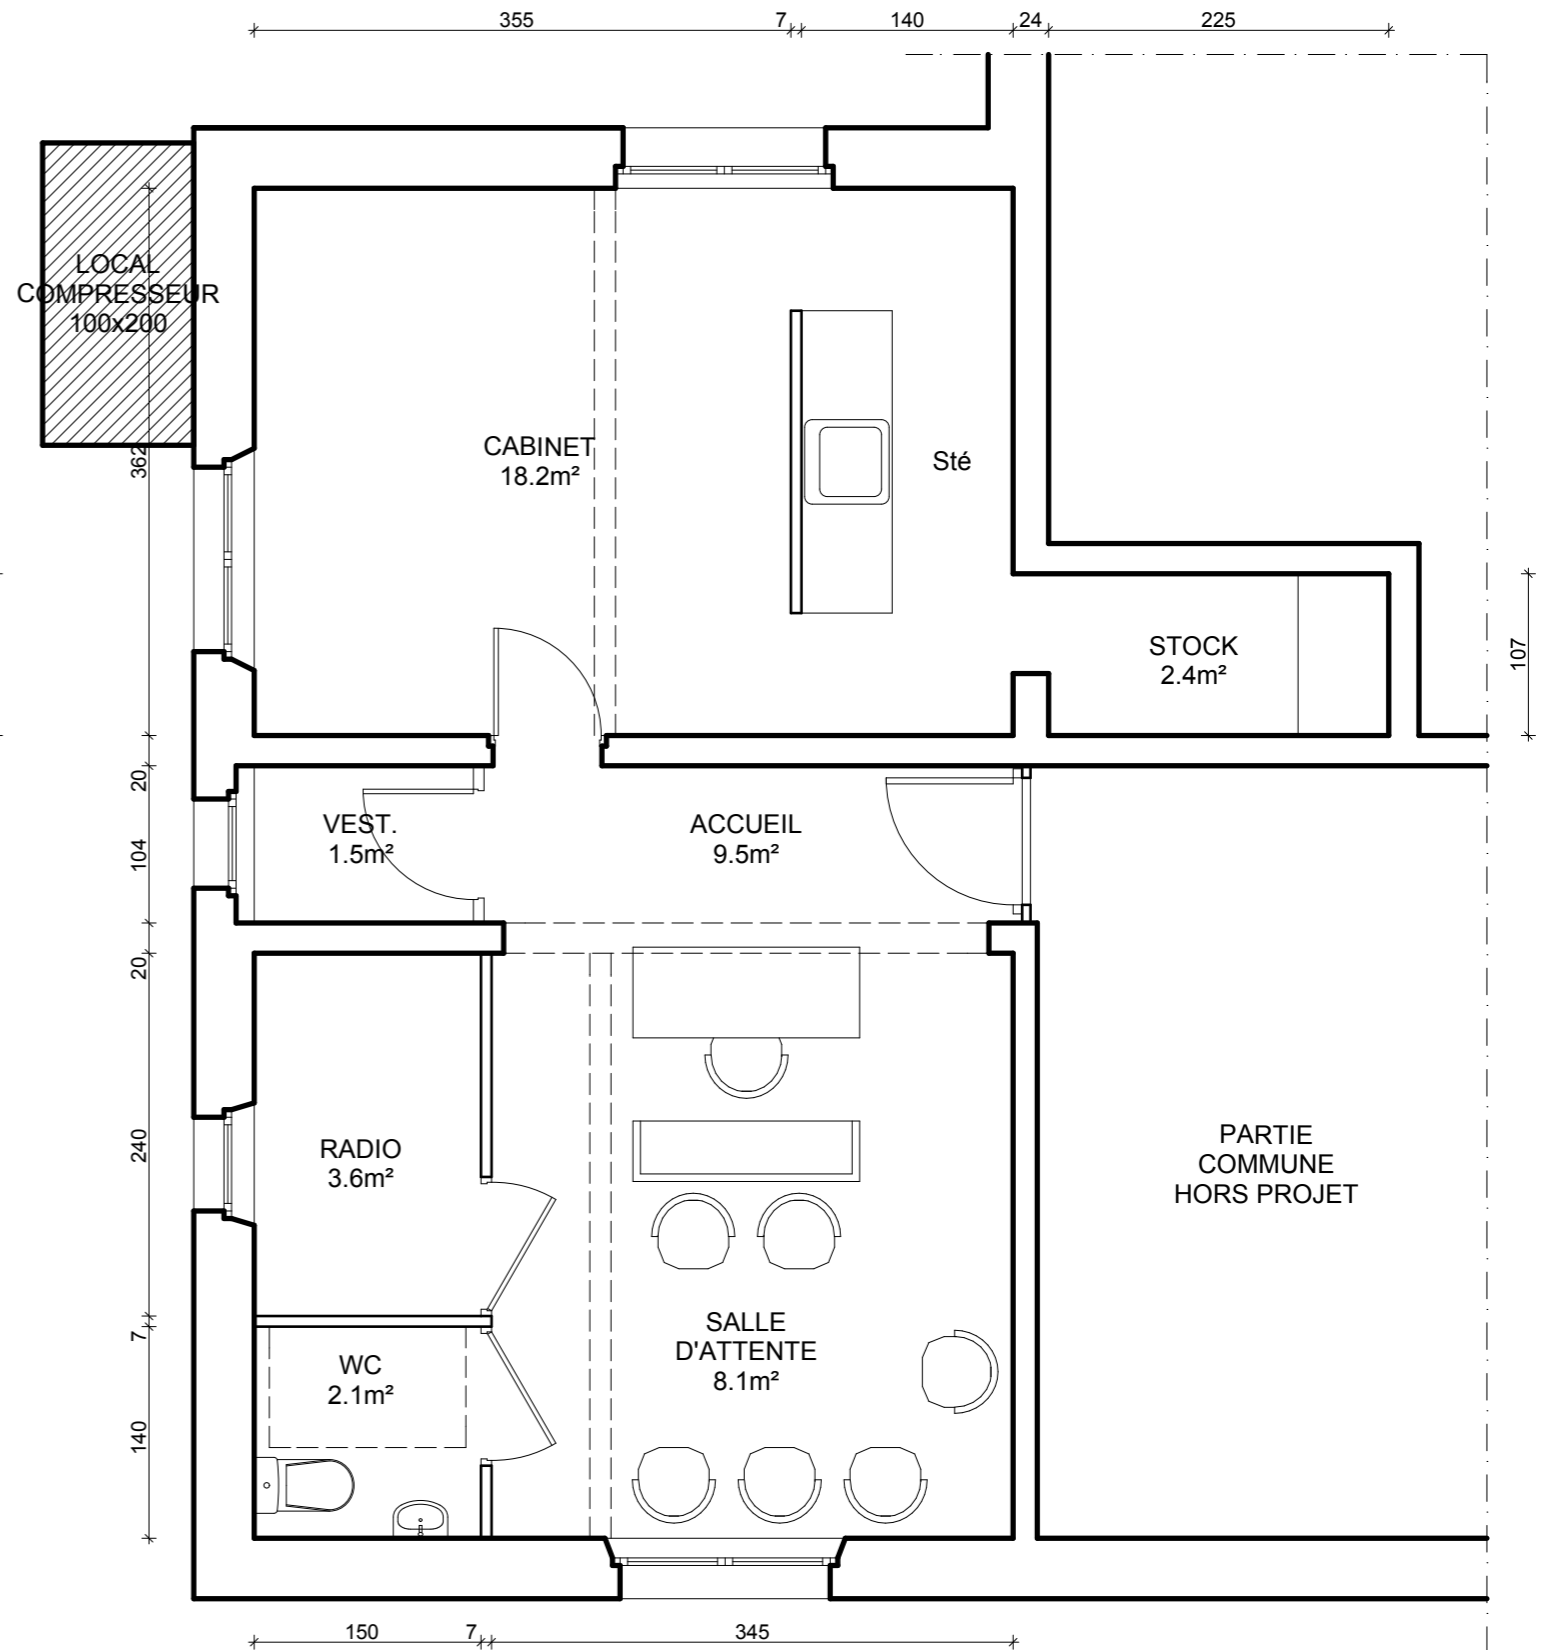 355
7
140
24
225
LOCAL
COMPRESSEUR
100x200
362
CABINET
18.2m²
Sté
STOCK
2.4m²
107
20
104
VEST.
1.5m²
ACCUEIL
9.5m²
20
240
RADIO
3.6m²
PARTIE
COMMUNE
HORS PROJET
7
SALLE
D'ATTENTE
8.1m²
WC
2.1m²
140
150
7
345